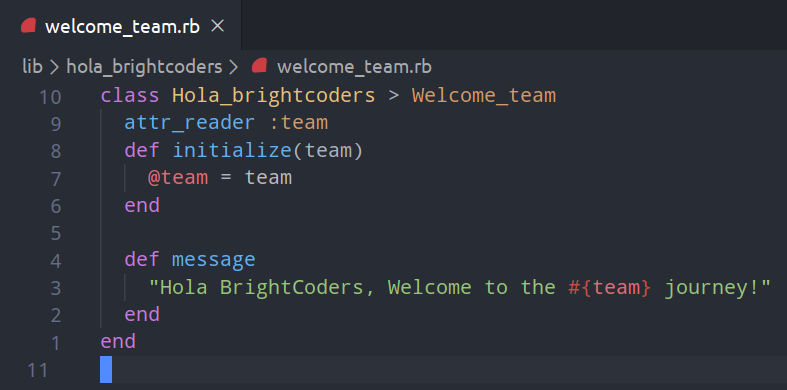 welcome_team.rb ×
lib > hola_brightcoders > welcome_team.rb
10 class Hola_brightcoders > Welcome_team
9 attr_reader :team
8 def initialize(team)
7 @team = team
6 end
5
4 def message
3 "Hola BrightCoders, Welcome to the #{team} journey!"
2 end
1 end
11